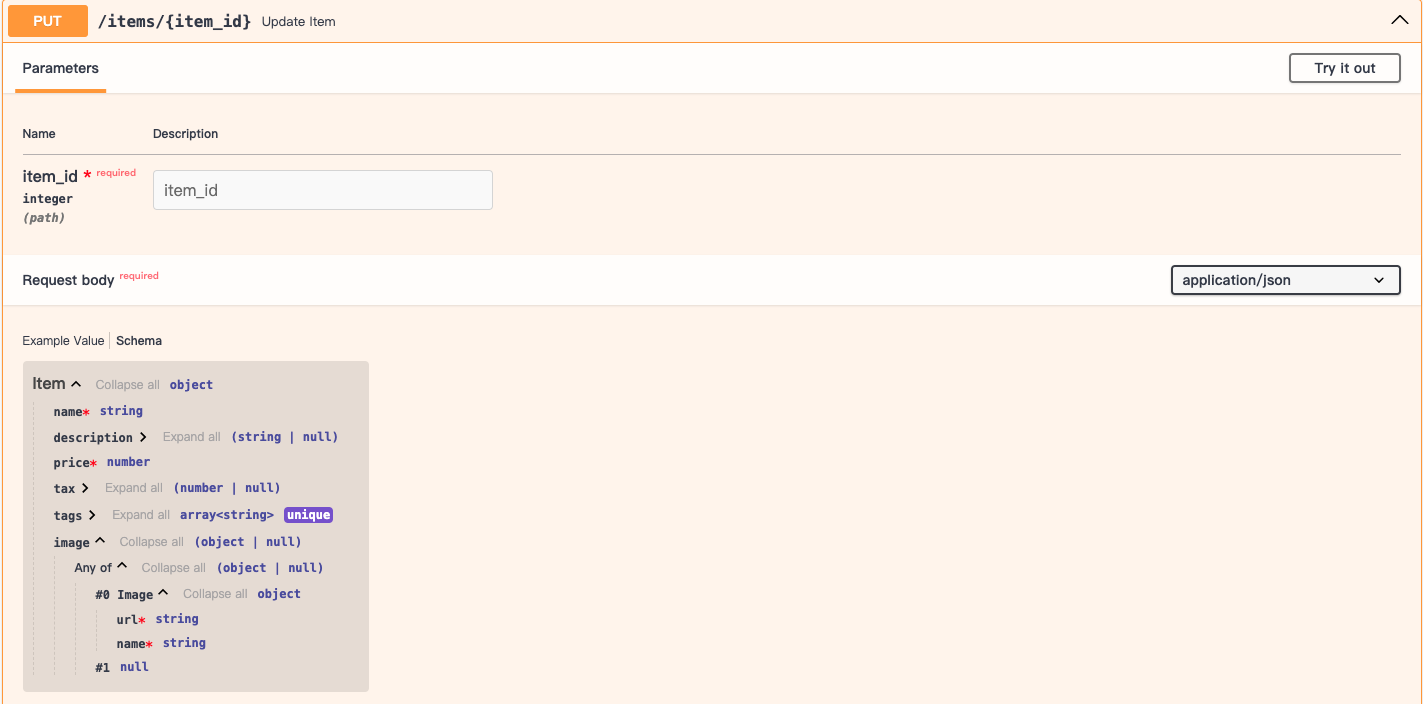 PUT /items/{item_id} Update Item
Parameters
Try it out
Name Description
item_id * required
integer
(path)
item_id
Request body required
application/json
Example Value Schema
Item Collapse all object
name* string
description Expand all (string | null)
price* number
tax Expand all (number | null)
tags Expand all array<string> unique
image Collapse all (object | null)
Any of Collapse all (object | null)
#0 Image Collapse all object
url* string
name* string
#1 null